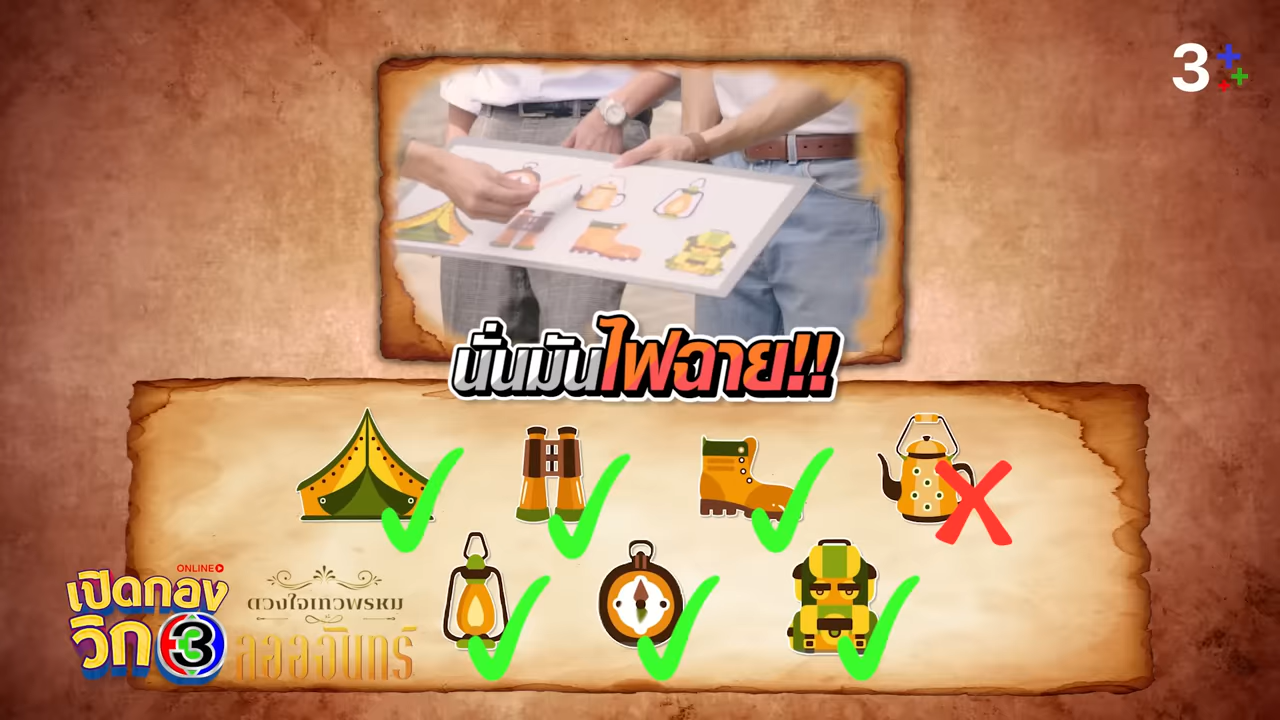 3
นั่นมันไฟฉาย!!
ONLINE
เปิดกอง
วิก 3
ดวงใจเทวพรหม
ลออจันทร์